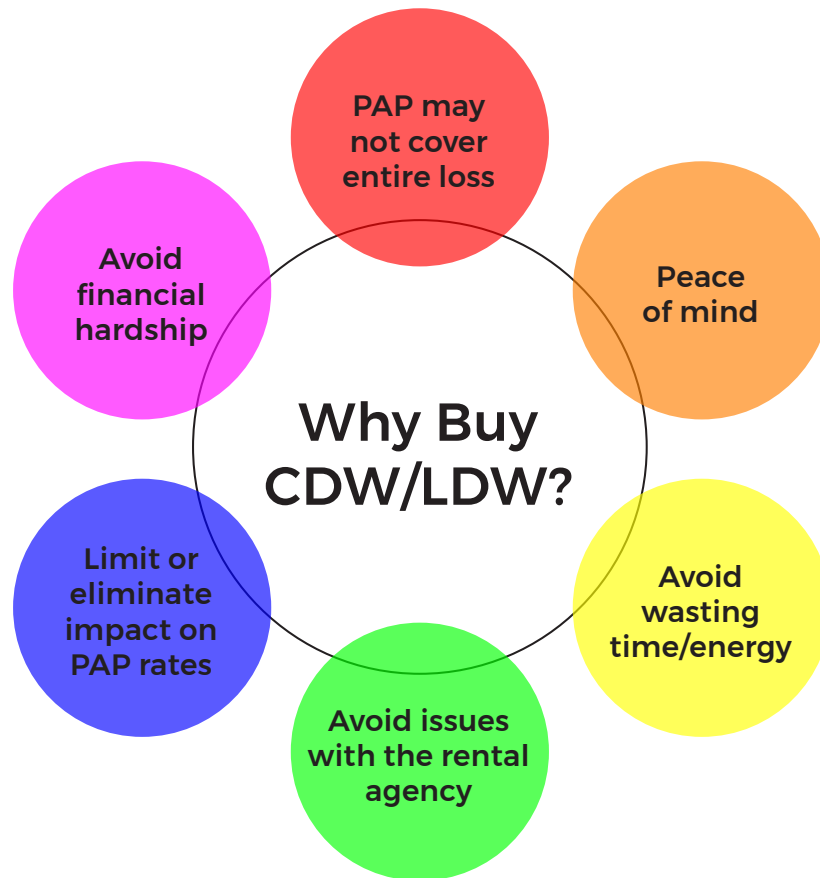 PAP may
not cover
entire loss
Peace
of mind
Avoid
wasting
time/energy
Avoid issues
with the rental
agency
Limit or
eliminate
impact on
PAP rates
Avoid
financial
hardship
Why Buy
CDW/LDW?